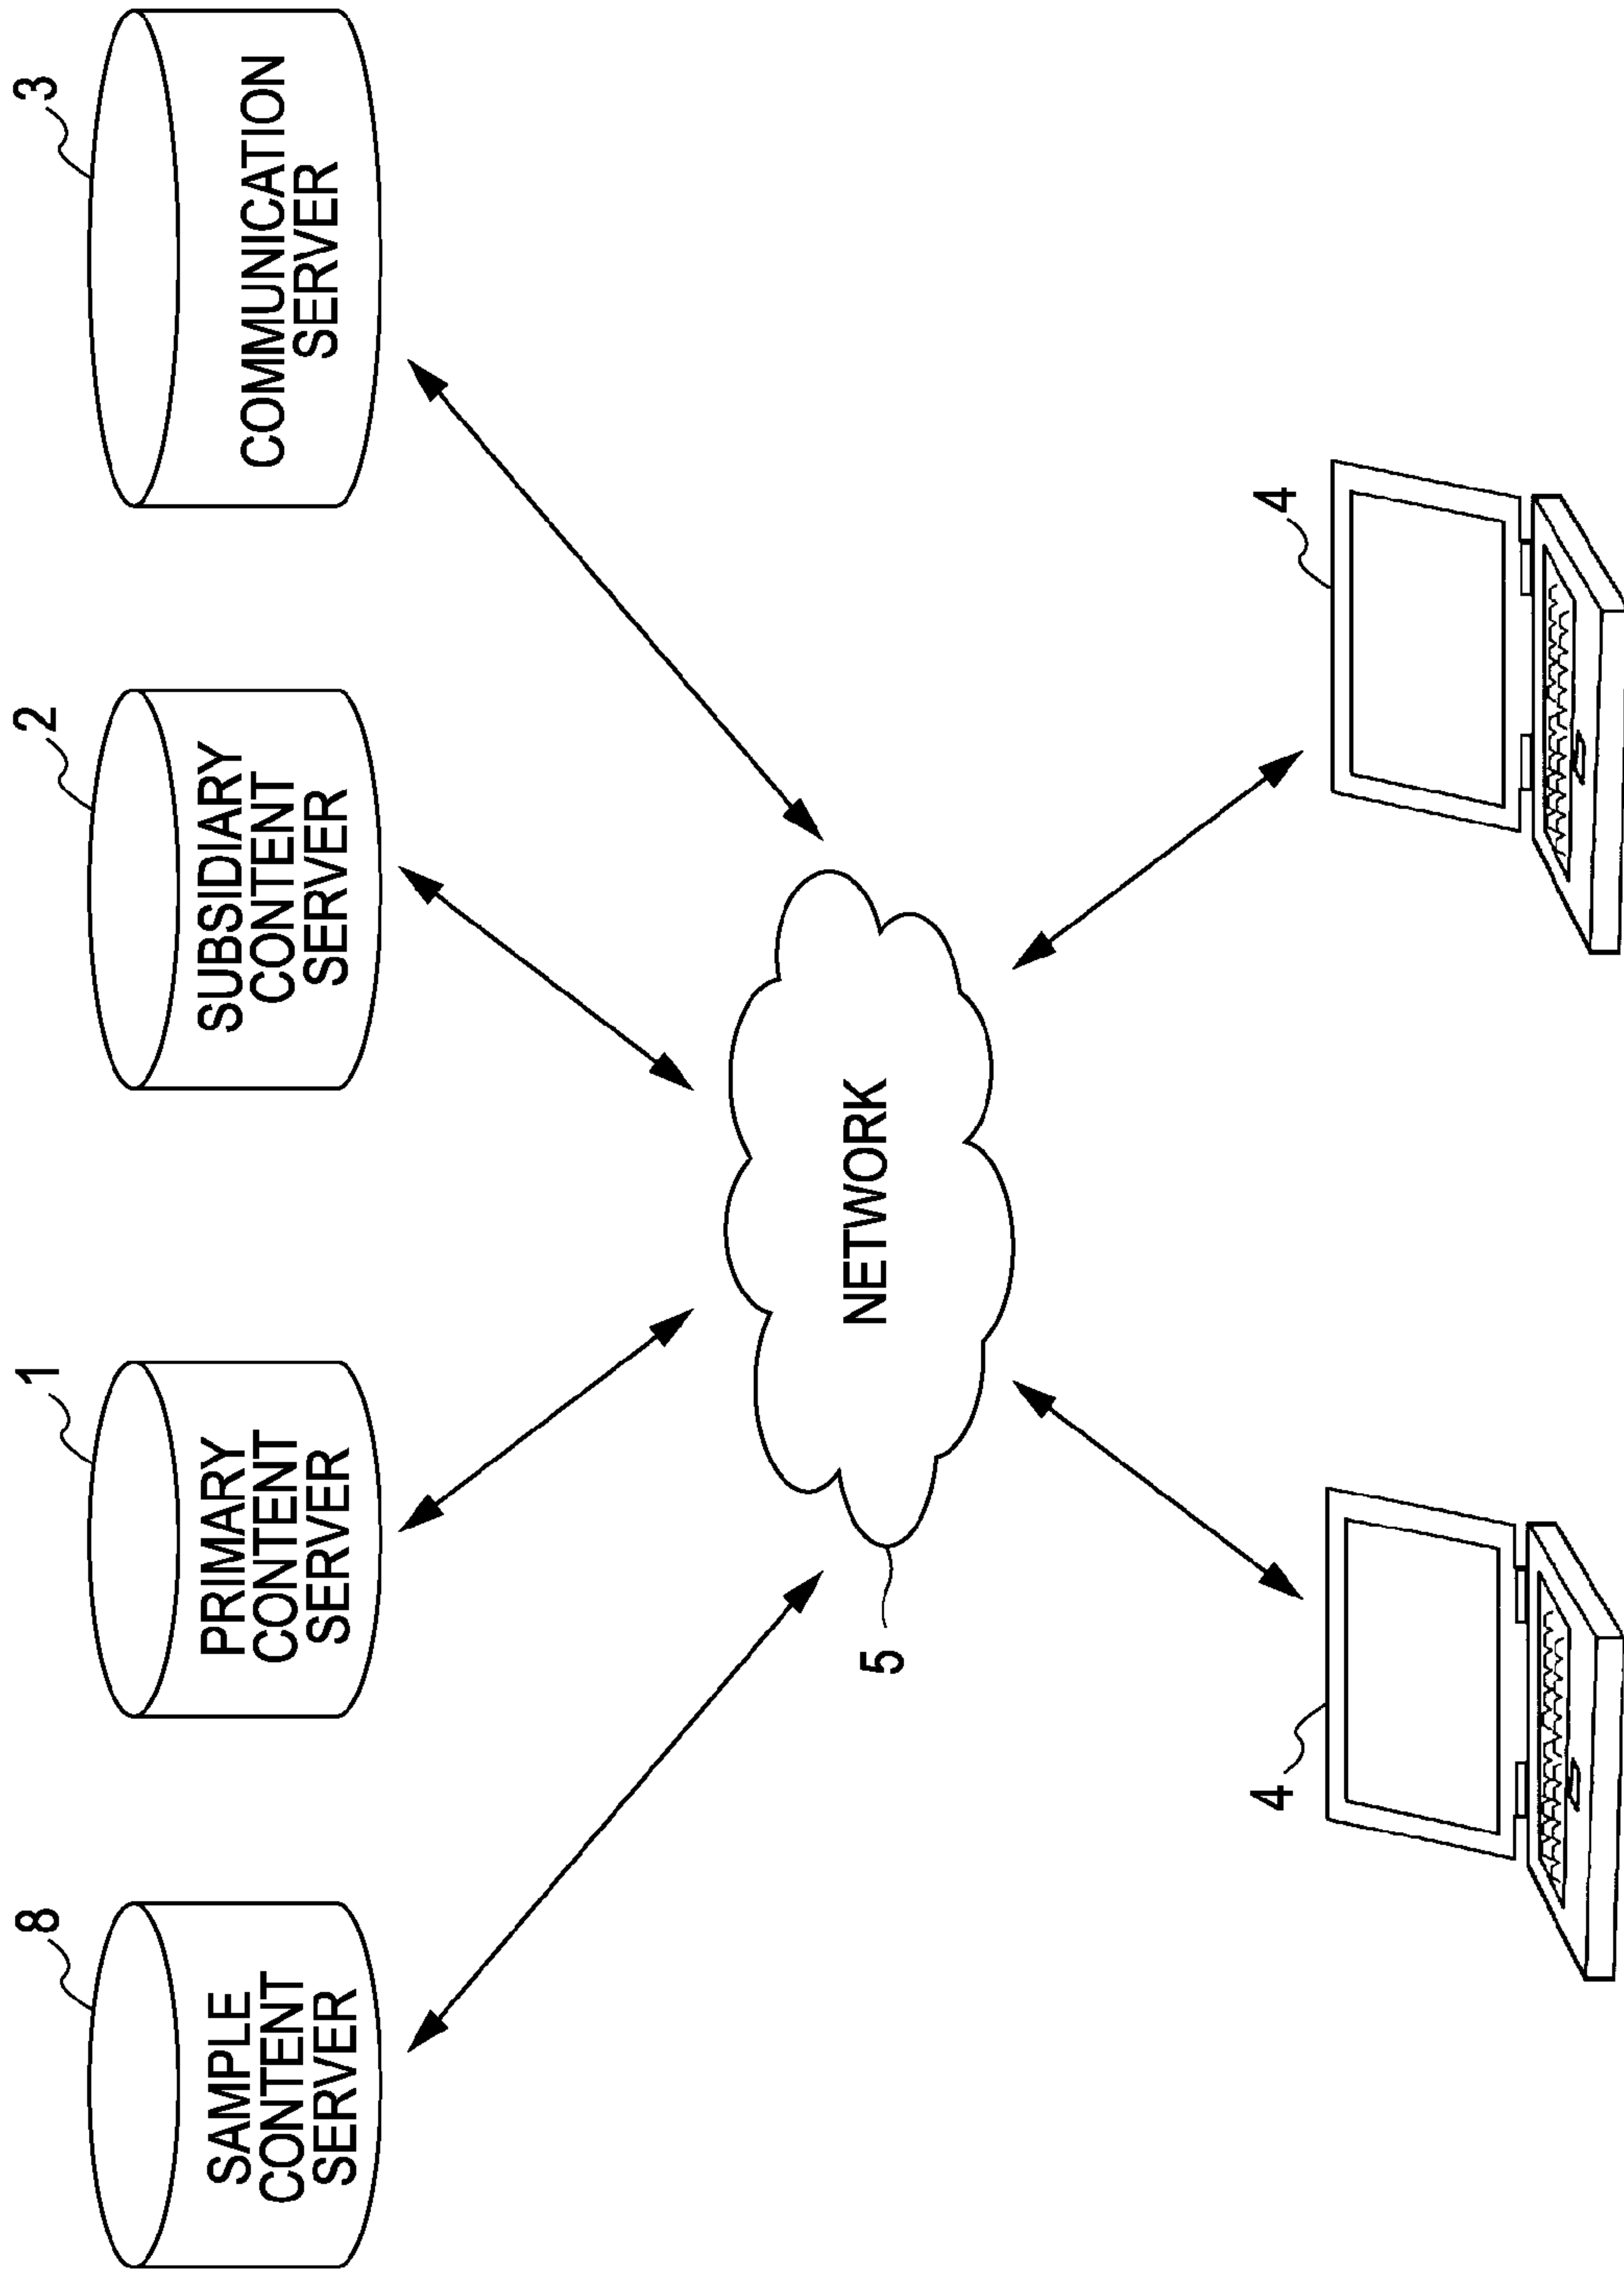 8
SAMPLE
CONTENT
SERVER
1
PRIMARY
CONTENT
SERVER
2
SUBSIDIARY
CONTENT
SERVER
3
COMMUNICATION
SERVER
NETWORK
5
4
4